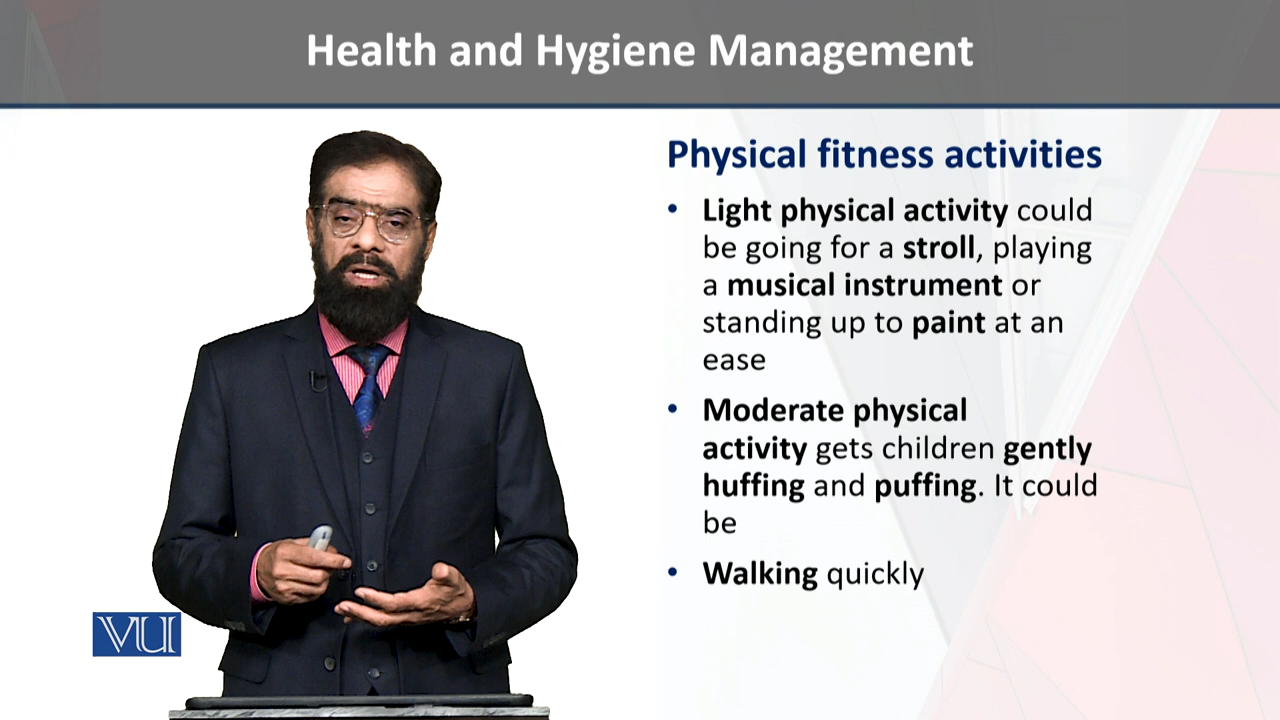 Health and Hygiene Management
Physical fitness activities
• Light physical activity could
be going for a stroll, playing
a musical instrument or
standing up to paint at an
ease
• Moderate physical
activity gets children gently
huffing and puffing. It could
be
• Walking quickly
VU